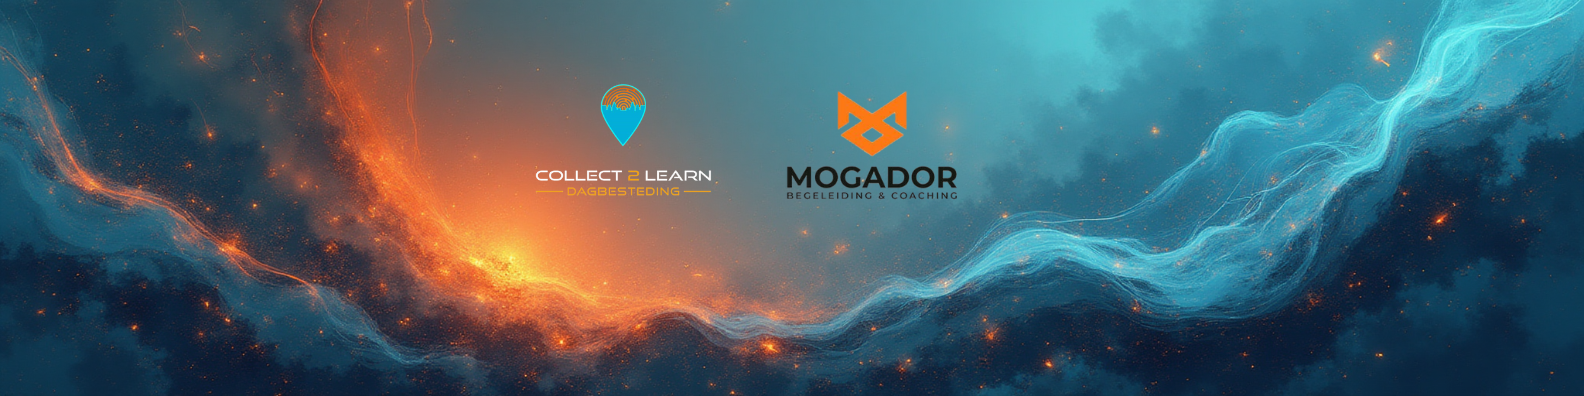 COLLECT 2 LEARN
DAGBESTEDING
MOGADOR
BEGELEIDING & COACHING